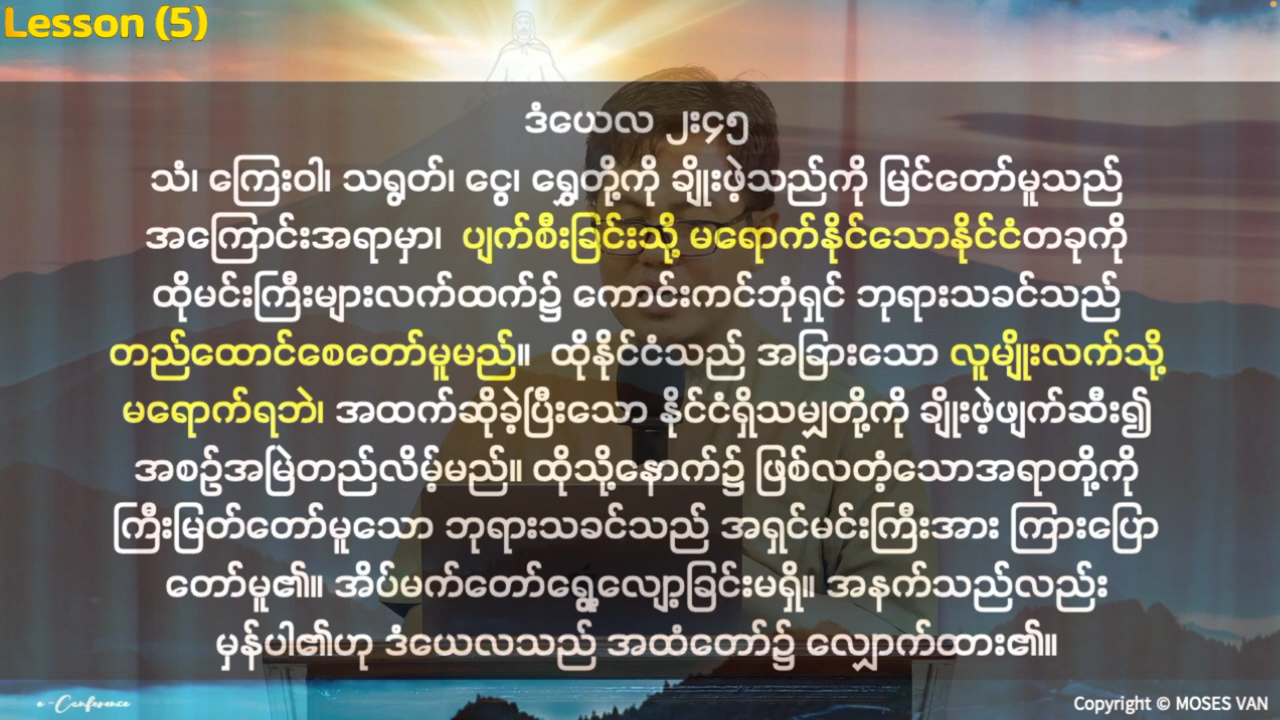 Lesson (5)
ဒံယေလ ၂း၄၅
သံ၊ ကြေးဝါ၊ သရွတ်၊ ငွေ၊ ရွှေတို့ကို ချိုးဖဲ့သည်ကို မြင်တော်မူသည်
အကြောင်းအရာမှာ၊ ပျက်စီးခြင်းသို့ မရောက်နိုင်သောနိုင်ငံတခုကို
ထိုမင်းကြီးများလက်ထက်၌ ကောင်းကင်ဘုံရှင် ဘုရားသခင်သည်
တည်ထောင်စေတော်မူမည်။ ထိုနိုင်ငံသည် အခြားသော လူမျိုးလက်သို့
မရောက်ရဘဲ၊ အထက်ဆိုခဲ့ပြီးသော နိုင်ငံရှိသမျှတို့ကို ချိုးဖဲ့ဖျက်ဆီး၍
အစဥ်အမြဲတည်လိမ့်မည်။ ထိုသို့နောက်၌ ဖြစ်လတံ့သောအရာတို့ကို
ကြီးမြတ်တော်မူသော ဘုရားသခင်သည် အရှင်မင်းကြီးအား ကြားပြော
တော်မူ၏။ အိပ်မက်တော်ရွေ့လျော့ခြင်းမရှိ။ အနက်သည်လည်း
မှန်ပါ၏ဟု ဒံယေလသည် အထံတော်၌ လျှောက်ထား၏။
e-Conference
Copyright © MOSES VAN